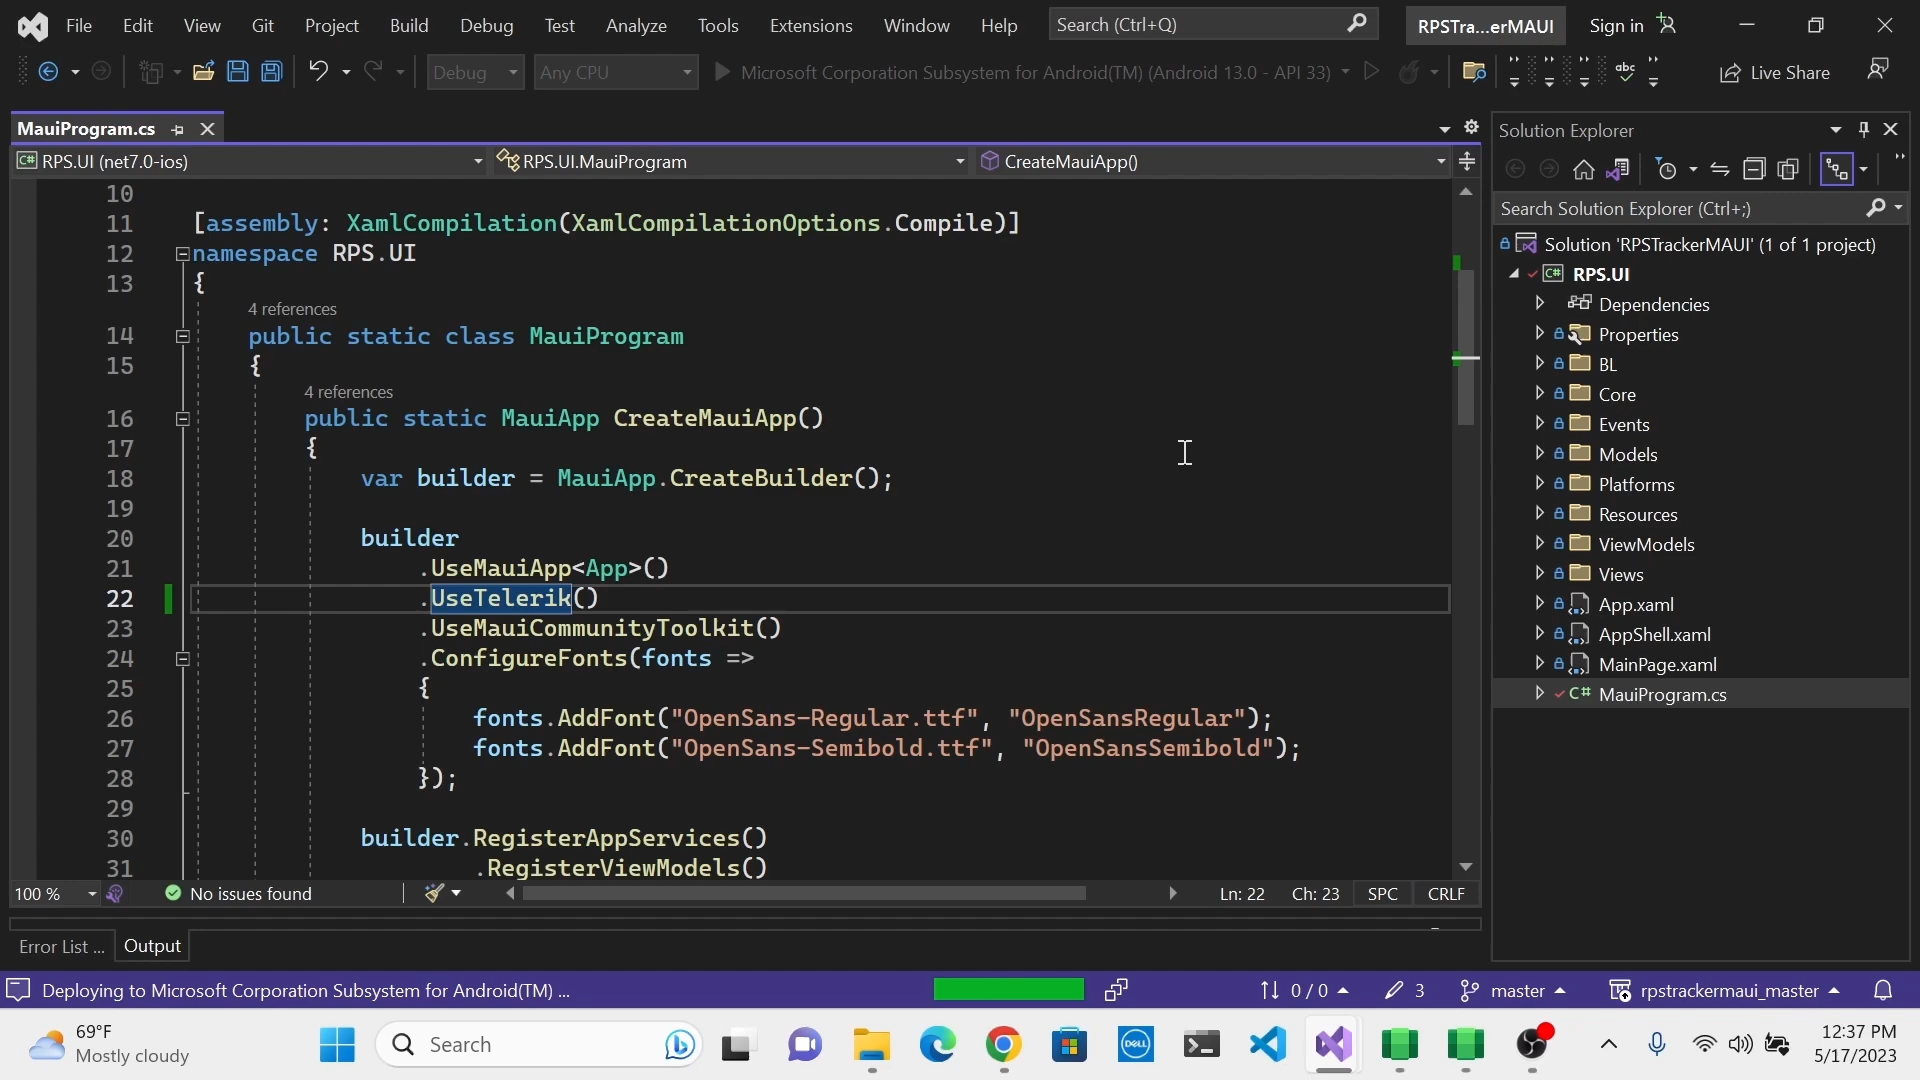 File Edit View Git Project Build Debug Test Analyze Tools Extensions Window Help Search (Ctrl+Q) RPSTra...erMAUI Sign in
Debug Any CPU Microsoft Corporation Subsystem for Android(TM) (Android 13.0 - API 33) abc Live Share
MauiProgram.cs
C# RPS.UI (net7.0-ios) RPS.UI.MauiProgram CreateMauiApp()
10
11 [assembly: XamlCompilation(XamlCompilationOptions.Compile)]
12 namespace RPS.UI
13 {
4 references
14 public static class MauiProgram
15 {
4 references
16 public static MauiApp CreateMauiApp()
17 {
18 var builder = MauiApp.CreateBuilder();
19
20 builder
21 .UseMauiApp<App>()
22 .UseTelerik()
23 .UseMauiCommunityToolkit()
24 .ConfigureFonts(fonts =>
25 {
26 fonts.AddFont("OpenSans-Regular.ttf", "OpenSansRegular");
27 fonts.AddFont("OpenSans-Semibold.ttf", "OpenSansSemibold");
28 });
29
30 builder.RegisterAppServices()
31 .RegisterViewModels()
100 % No issues found Ln: 22 Ch: 23 SPC CRLF
Error List ... Output
Solution Explorer
Search Solution Explorer (Ctrl+;)
Solution 'RPSTrackerMAUI' (1 of 1 project)
C# RPS.UI
Dependencies
Properties
BL
Core
Events
Models
Platforms
Resources
ViewModels
Views
App.xaml
AppShell.xaml
MainPage.xaml
C# MauiProgram.cs
Deploying to Microsoft Corporation Subsystem for Android(TM) ... 0 / 0 3 master rpstrackermaui_master
69°F
Mostly cloudy
Search
DELL
12:37 PM
5/17/2023